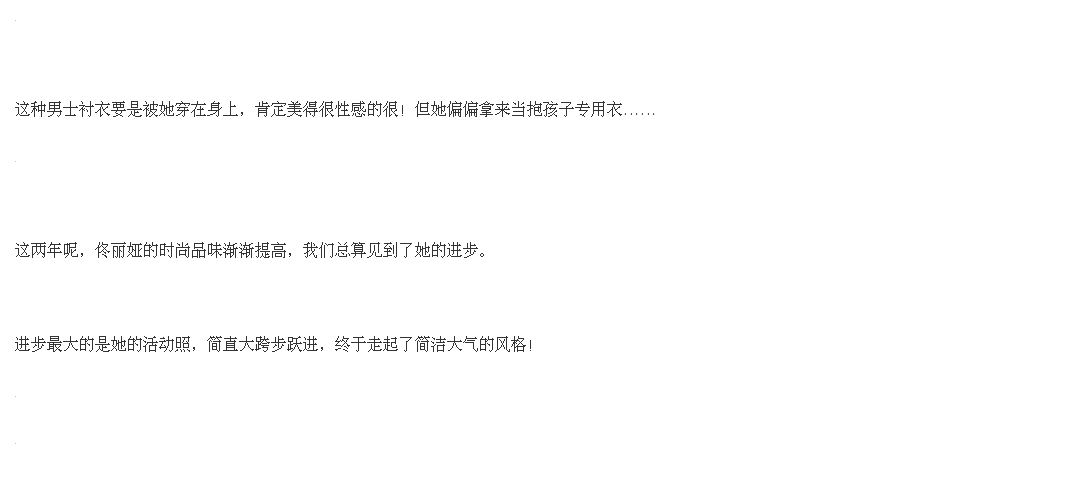 这种男士衬衣要是被她穿在身上，肯定美得很性感的很！但她偏偏拿来当抱孩子专用衣……
这两年呢，佟丽娅的时尚品味渐渐提高，我们总算见到了她的进步。
进步最大的是她的活动照，简直大跨步跃进，终于走起了简洁大气的风格！